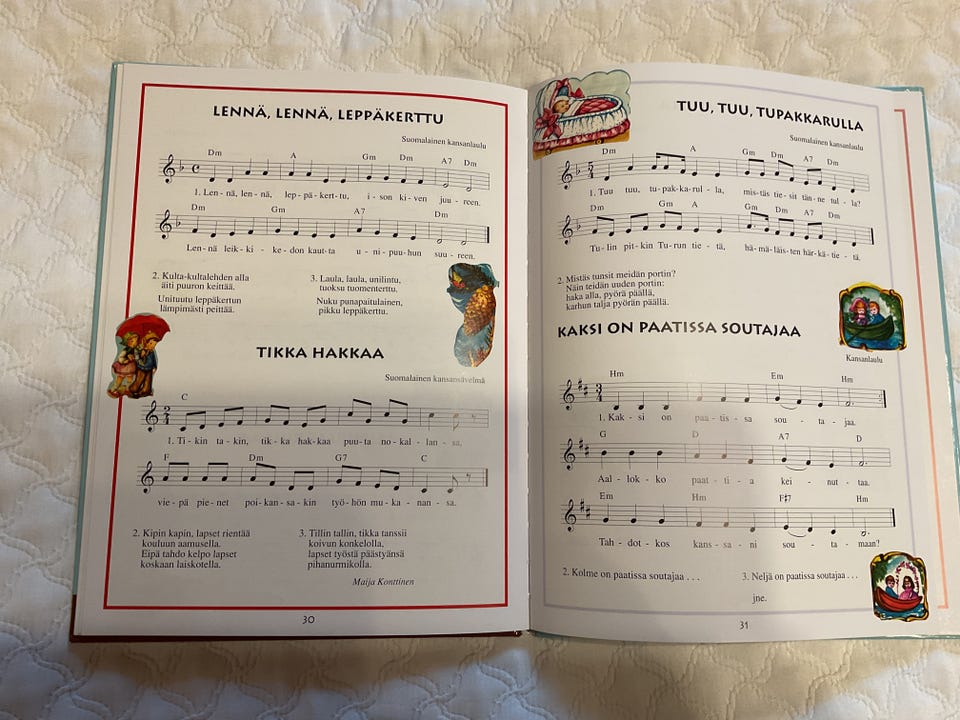 LENNÄ, LENNÄ, LEPPÄKERTTU
Suomalainen kansanlaulu
Dm A Gm Dm A7 Dm
1. Len - nä, len - nä, lep - pä - kert - tu, i - son ki - ven juu - reen.
Dm Gm A7 Dm
Len - nä leik - ki - ke - don kaut - ta u - ni - puu - hun suu - reen.
2. Kulta-kultalehden alla
äiti puuron keittää.
Unituutu leppäkertun
lämpimästi peittää.
3. Laula, laula, unilintu,
tuoksu tuomenterttu.
Nuku punapaitulainen,
pikku leppäkerttu.
TIKKA HAKKAA
Suomalainen kansansävelmä
C
1. Ti - kin ta - kin, tik - ka hak - kaa puu - ta no - kal - lan - sa,
F Dm G7 C
vie - pä pie - net poi - kan - sa - kin työ - hön mu - ka - nan - sa.
2. Kipin kapin, lapset rientää
kouluun aamusella.
Eipä tahdo kelpo lapset
koskaan laiskotella.
3. Tillin tallin, tikka tanssii
koivun konkelolla,
lapset työstä päästyänsä
pihanurmikolla.
Maija Konttinen
30
TUU, TUU, TUPAKKARULLA
Suomalainen kansanlaulu
Dm A Gm Dm A7 Dm
1. Tuu tuu, tu - pak - ka - rul - la, mis - täs tie - sit tän - ne tul - la?
Dm Gm A Gm Dm A7 Dm
Tu - lin pit - kin Tu - run tie - tä, hä - mä - läis - ten här - kä - tie - tä.
2. Mistäs tunsit meidän portin?
Näin teidän uuden portin:
haka alla, pyörä päällä,
karhun talja pyörän päällä.
KAKSI ON PAATISSA SOUTAJAA
Kansanlaulu
Hm Em Hm
1. Kak - si on paa - tis - sa sou - ta - jaa.
G D A7 D
Aal - lok - ko paat - ti - a kei - nut - taa.
Em Hm F#7 Hm
Tah - dot - kos kans - sa - ni sou - ta - maan?
2. Kolme on paatissa soutajaa . . .
3. Neljä on paatissa soutajaa . . .
jne.
31